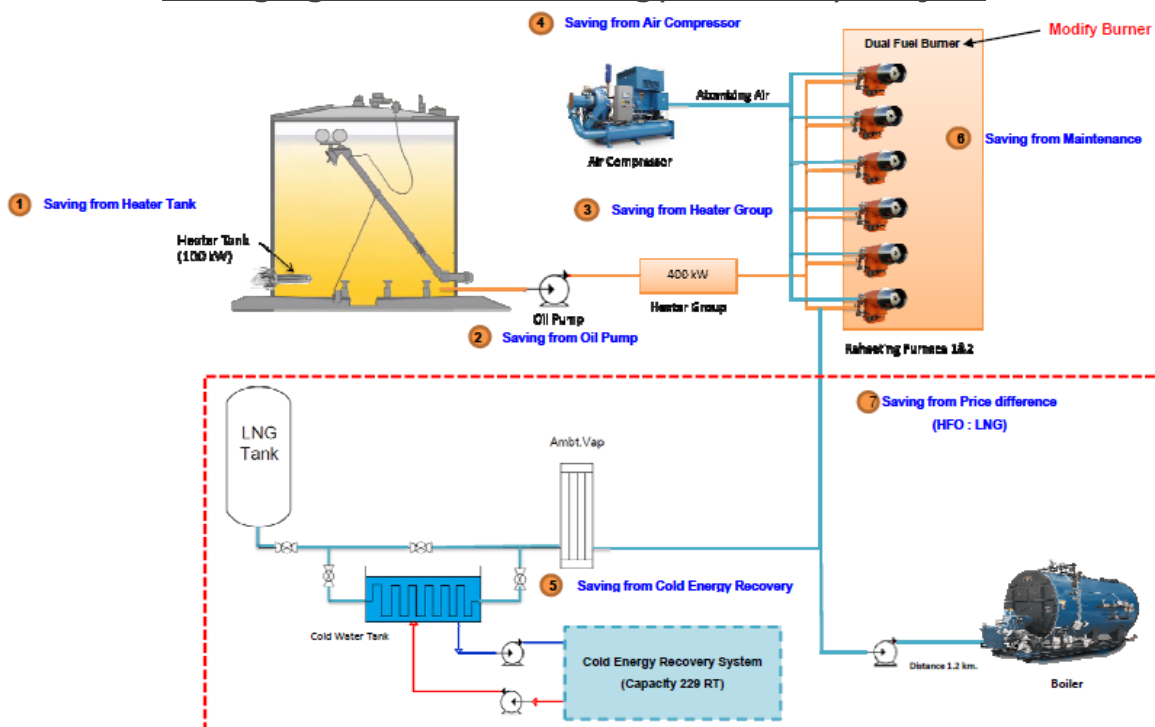 4 Saving from Air Compressor
Modify Burner
Dual Fuel Burner
Atomizing Air
Air Compressor
6 Saving from Maintenance
1 Saving from Heater Tank
3 Saving from Heater Group
Heater Tank
(100 kW)
400 kW
Oil Pump
Heater Group
2 Saving from Oil Pump
Reheating Furnace 1&2
7 Saving from Price difference
(HFO : LNG)
LNG
Tank
Ambt.Vap
5 Saving from Cold Energy Recovery
Cold Water Tank
Cold Energy Recovery System
(Capacity 229 RT)
Distance 1.2 km.
Boiler